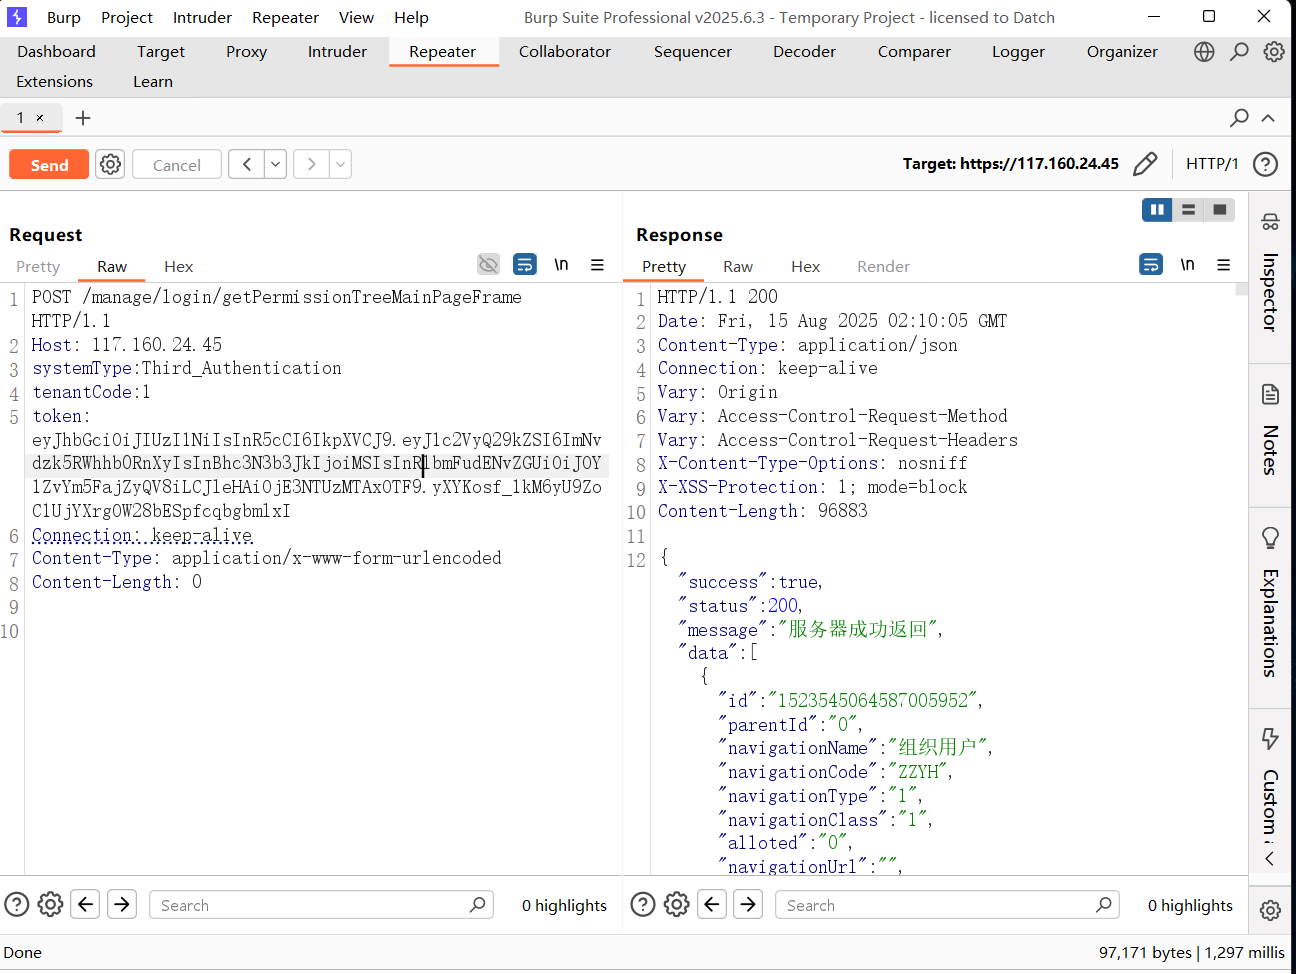 Burp Project Intruder Repeater View Help Burp Suite Professional v2025.6.3 - Temporary Project - licensed to Datch
Dashboard Target Proxy Intruder Repeater Collaborator Sequencer Decoder Comparer Logger Organizer
Extensions Learn
1 × +
Send Cancel Target: https://117.160.24.45 HTTP/1
Request
Pretty Raw Hex \n
1 POST /manage/login/getPermissionTreeMainPageFrame
HTTP/1.1
2 Host: 117.160.24.45
3 systemType:Third_Authentication
4 tenantCode:1
5 token:
eyJhbGciOiJIUzI1NiIsInR5cCI6IkpXVCJ9.eyJ1c2VyQ29kZSI6ImNv
dzk5RWhhb0RnXyIsInBhc3N3b3JkIjoiMSIsInRlbmFudENvZGUiOiJ0Y
1ZvYm5FajZyQV8iLCJleHAiOjE3NTUzMTAxOTF9.yXYKosf_1kM6yU9Zo
ClUjYXrgOW28bESpfcqbgbmlxI
6 Connection: keep-alive
7 Content-Type: application/x-www-form-urlencoded
8 Content-Length: 0
9
10
Search 0 highlights
Response
Pretty Raw Hex Render \n
1 HTTP/1.1 200
2 Date: Fri, 15 Aug 2025 02:10:05 GMT
3 Content-Type: application/json
4 Connection: keep-alive
5 Vary: Origin
6 Vary: Access-Control-Request-Method
7 Vary: Access-Control-Request-Headers
8 X-Content-Type-Options: nosniff
9 X-XSS-Protection: 1; mode=block
10 Content-Length: 96883
11
12 {
"success":true,
"status":200,
"message":"服务器成功返回",
"data":[
{
"id":"1523545064587005952",
"parentId":"0",
"navigationName":"组织用户",
"navigationCode":"ZZYH",
"navigationType":"1",
"navigationClass":"1",
"alloted":"0",
"navigationUrl":"",
Search 0 highlights
Inspector
Notes
Explanations
Custom
Done 97,171 bytes | 1,297 millis